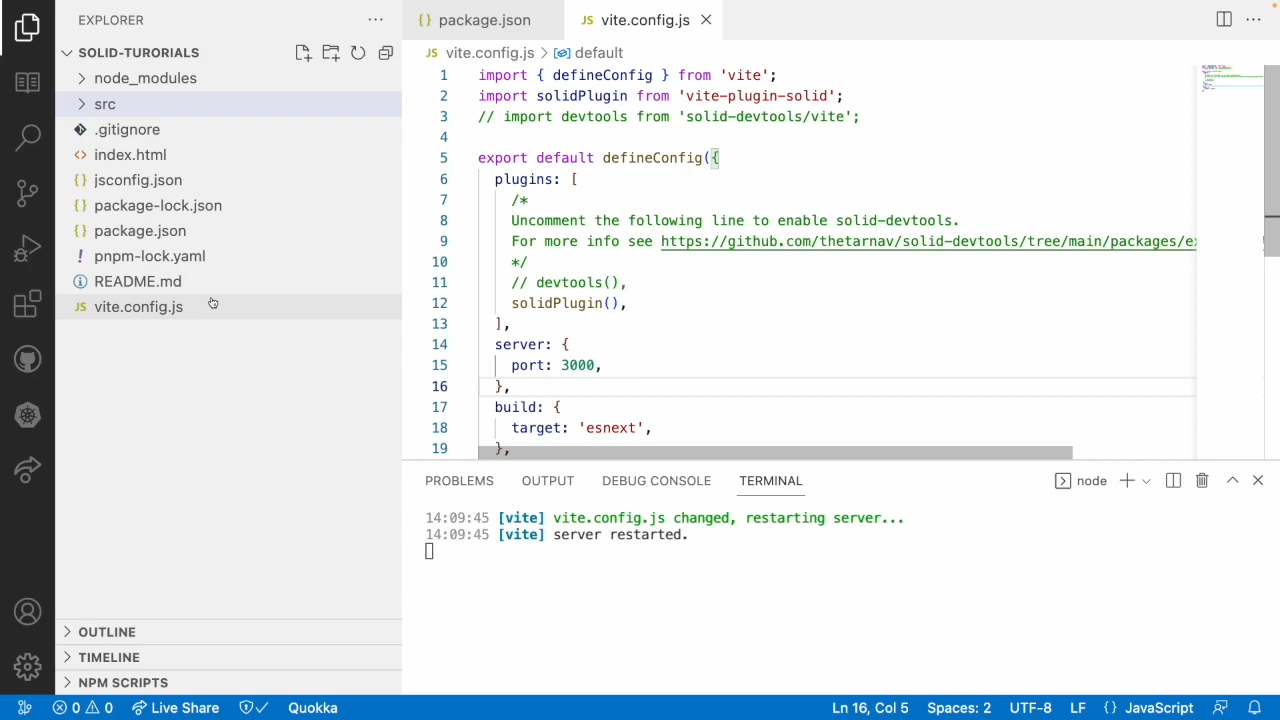 EXPLORER
SOLID-TURORIALS
node_modules
src
.gitignore
index.html
jsconfig.json
package-lock.json
package.json
pnpm-lock.yaml
README.md
JS vite.config.js
OUTLINE
TIMELINE
NPM SCRIPTS
{} package.json
JS vite.config.js
JS vite.config.js > default
1 import { defineConfig } from 'vite';
2 import solidPlugin from 'vite-plugin-solid';
3 // import devtools from 'solid-devtools/vite';
4
5 export default defineConfig({
6 plugins: [
7 /*
8 Uncomment the following line to enable solid-devtools.
9 For more info see https://github.com/thetarnav/solid-devtools/tree/main/packages/ex
10 */
11 // devtools(),
12 solidPlugin(),
13 ],
14 server: {
15 port: 3000,
16 },
17 build: {
18 target: 'esnext',
19 },
PROBLEMS OUTPUT DEBUG CONSOLE TERMINAL
node
14:09:45 [vite] vite.config.js changed, restarting server...
14:09:45 [vite] server restarted.
0 0 Live Share Quokka
Ln 16, Col 5 Spaces: 2 UTF-8 LF {} JavaScript